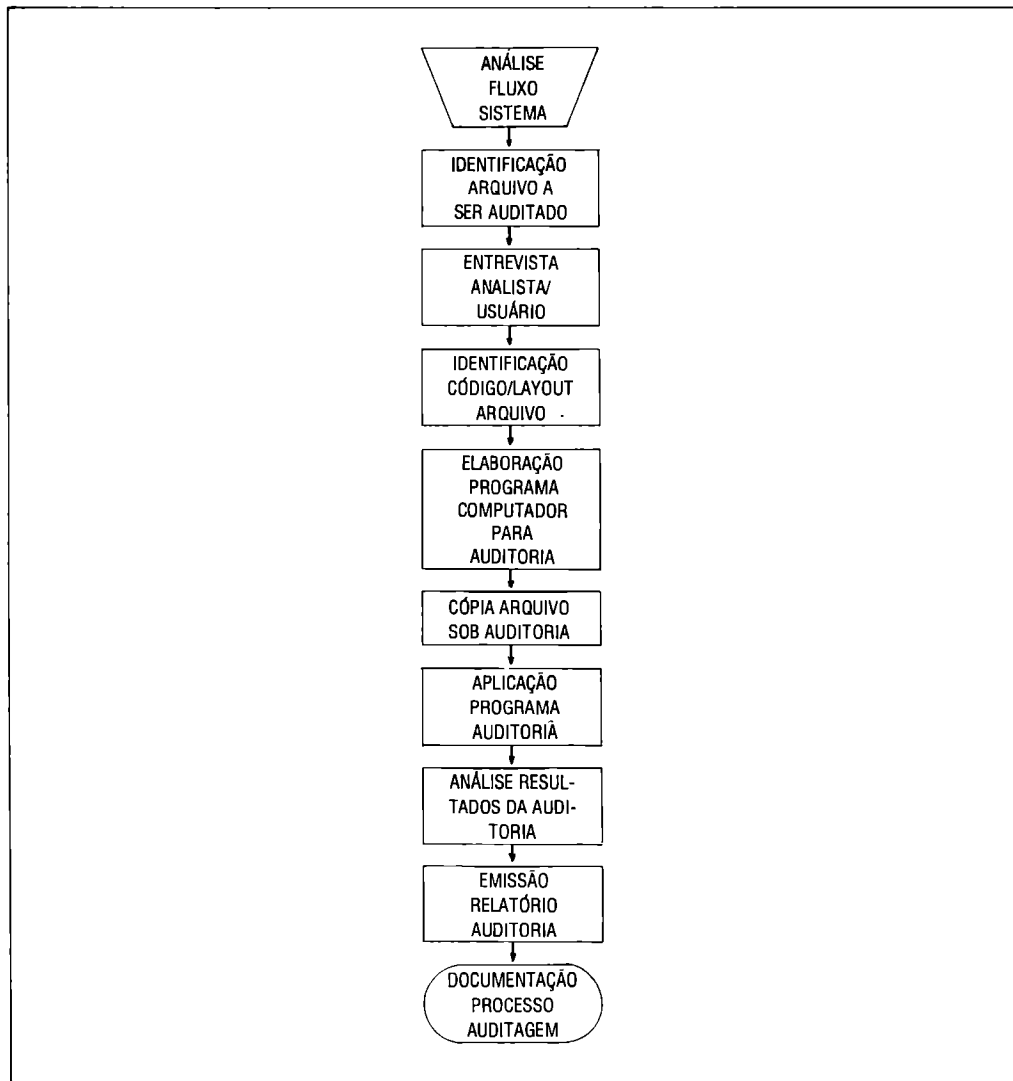 ANÁLISE
FLUXO
SISTEMA
IDENTIFICAÇÃO
ARQUIVO A
SER AUDITADO
ENTREVISTA
ANALISTA/
USUÁRIO
IDENTIFICAÇÃO
CÓDIGO/LAYOUT
ARQUIVO
ELABORAÇÃO
PROGRAMA
COMPUTADOR
PARA
AUDITORIA
CÓPIA ARQUIVO
SOB AUDITORIA
APLICAÇÃO
PROGRAMA
AUDITORIA
ANÁLISE RESUL-
TADOS DA AUDI-
TORIA
EMISSÃO
RELATÓRIO
AUDITORIA
DOCUMENTAÇÃO
PROCESSO
AUDITAGEM